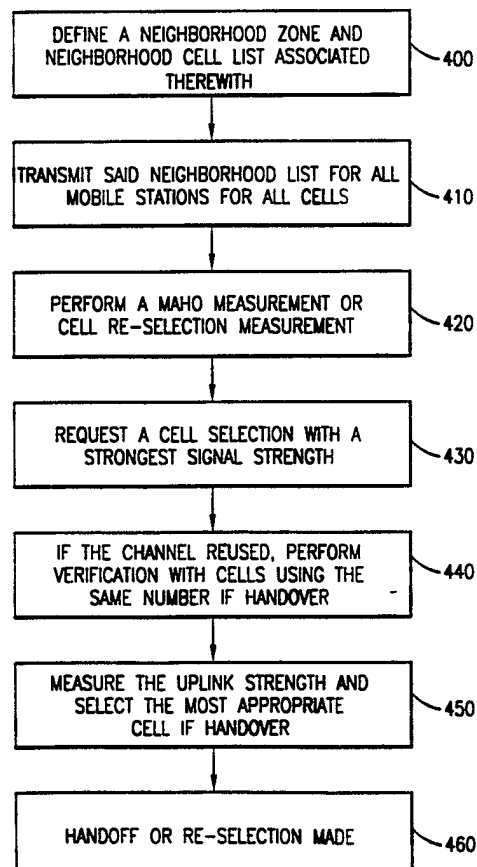 DEFINE A NEIGHBORHOOD ZONE AND
NEIGHBORHOOD CELL LIST ASSOCIATED
THEREWITH
400
TRANSMIT SAID NEIGHBORHOOD LIST FOR ALL
MOBILE STATIONS FOR ALL CELLS
410
PERFORM A MAHO MEASUREMENT OR
CELL RE-SELECTION MEASUREMENT
420
REQUEST A CELL SELECTION WITH A
STRONGEST SIGNAL STRENGTH
430
IF THE CHANNEL REUSED, PERFORM
VERIFICATION WITH CELLS USING THE
SAME NUMBER IF HANDOVER
440
MEASURE THE UPLINK STRENGTH AND
SELECT THE MOST APPROPRIATE
CELL IF HANDOVER
450
HANDOFF OR RE-SELECTION MADE
460